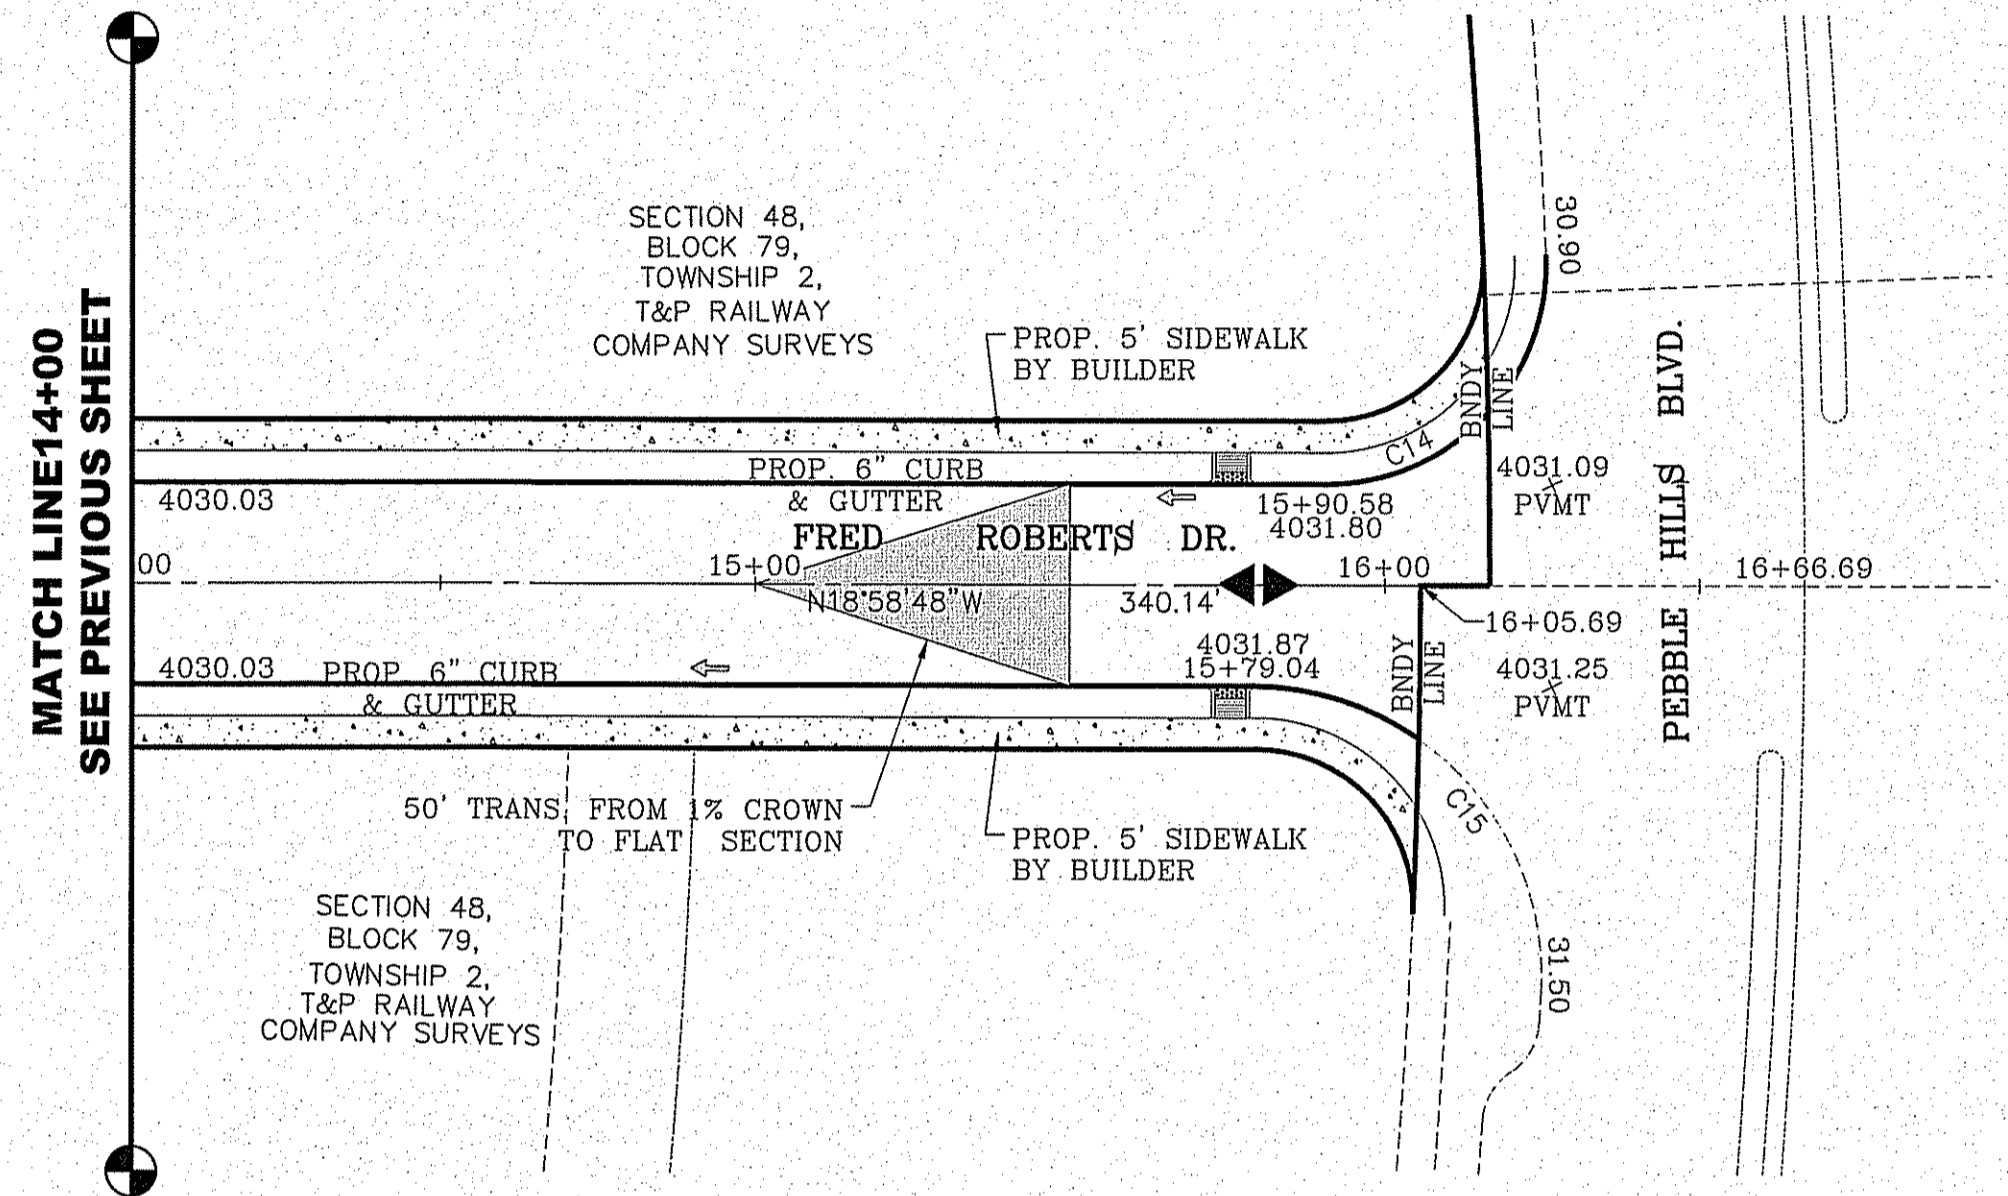 MATCH LINE14+00
SEE PREVIOUS SHEET
SECTION 48,
BLOCK 79,
TOWNSHIP 2,
T&P RAILWAY
COMPANY SURVEYS
PROP. 5' SIDEWALK
BY BUILDER
30.90
BNDY
LINE
C14
PEBBLE HILLS BLVD.
PROP. 6" CURB
& GUTTER
4030.03
15+90.58
4031.80
4031.09
PVMT
FRED ROBERTS DR.
00
15+00
16+00
16+66.69
N18°58'48"W
340.14'
16+05.69
4031.87
15+79.04
BNDY
LINE
4031.25
PVMT
4030.03
PROP. 6" CURB
& GUTTER
50' TRANS. FROM 1% CROWN
TO FLAT SECTION
PROP. 5' SIDEWALK
BY BUILDER
C15
31.50
SECTION 48,
BLOCK 79,
TOWNSHIP 2,
T&P RAILWAY
COMPANY SURVEYS